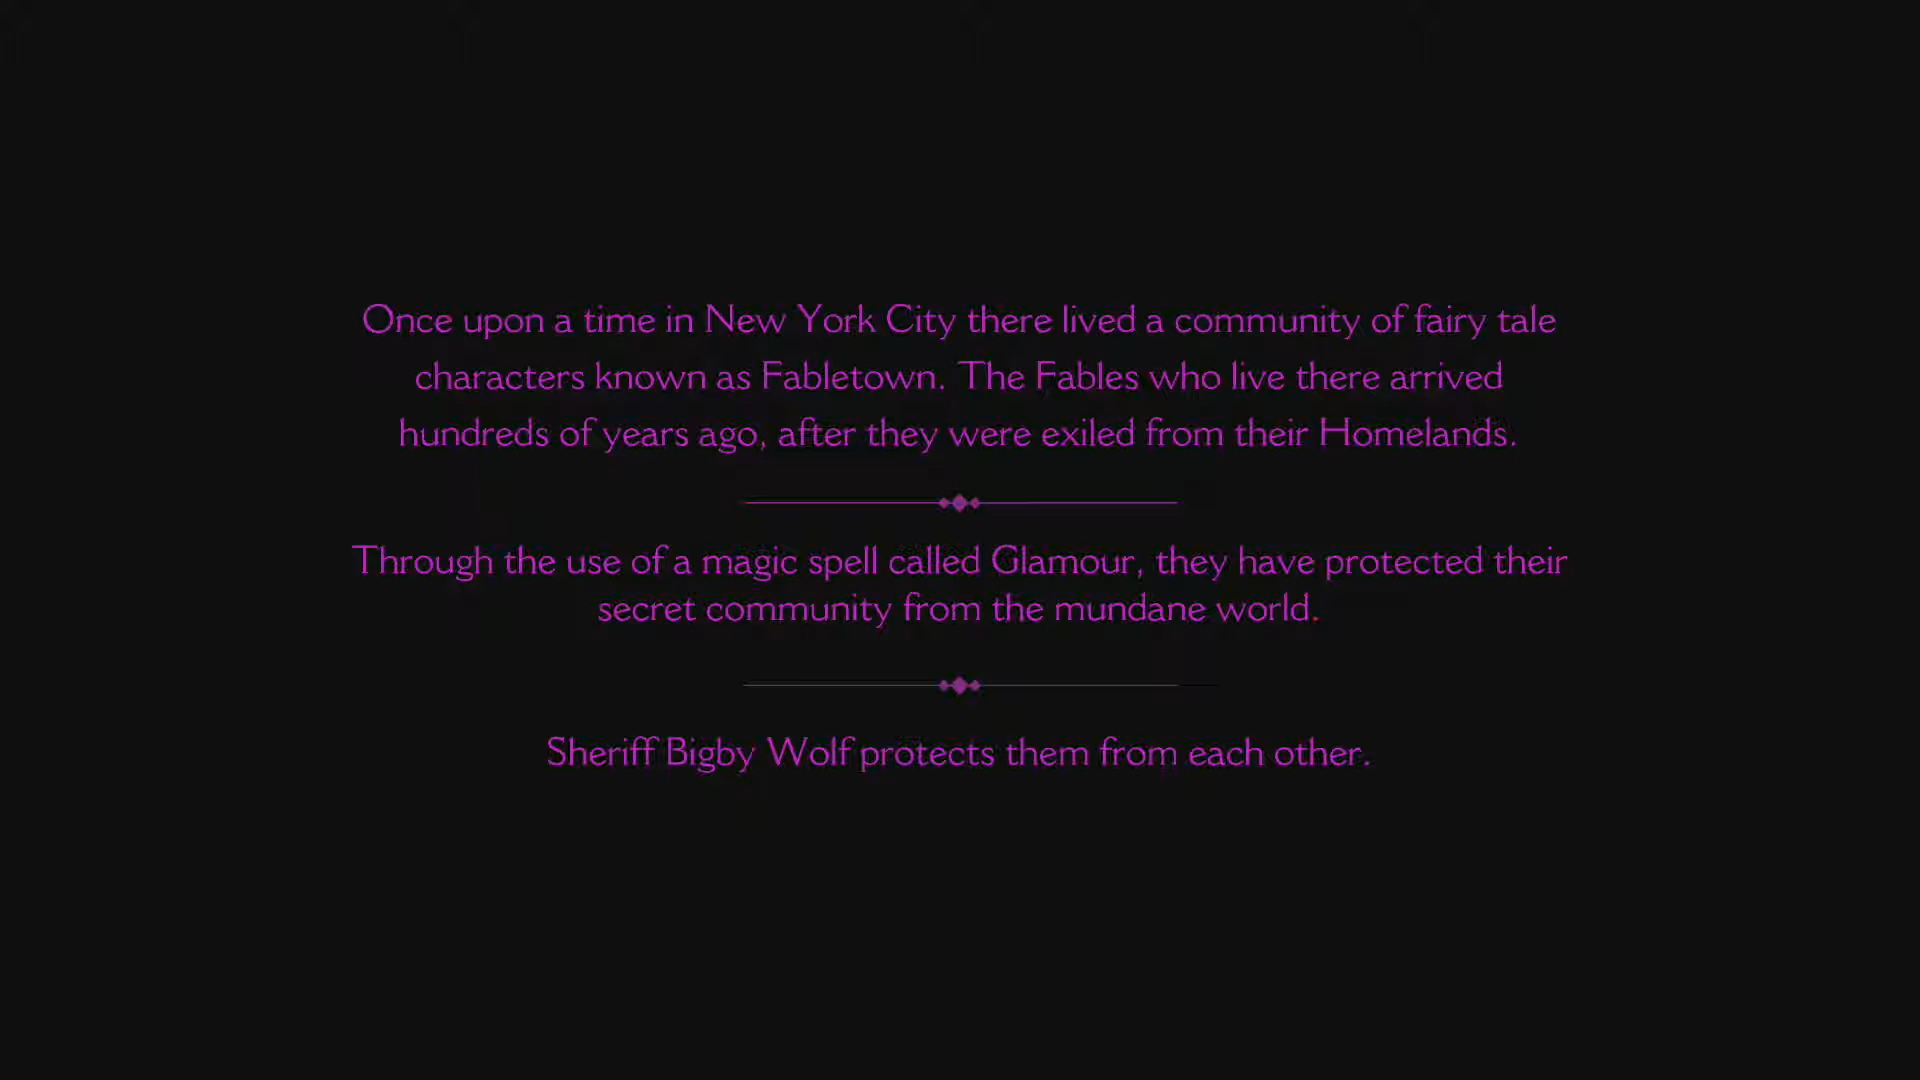 Once upon a time in New York City there lived a community of fairy tale
characters known as Fabletown. The Fables who live there arrived
hundreds of years ago, after they were exiled from their Homelands.
Through the use of a magic spell called Glamour, they have protected their
secret community from the mundane world.
Sheriff Bigby Wolf protects them from each other.